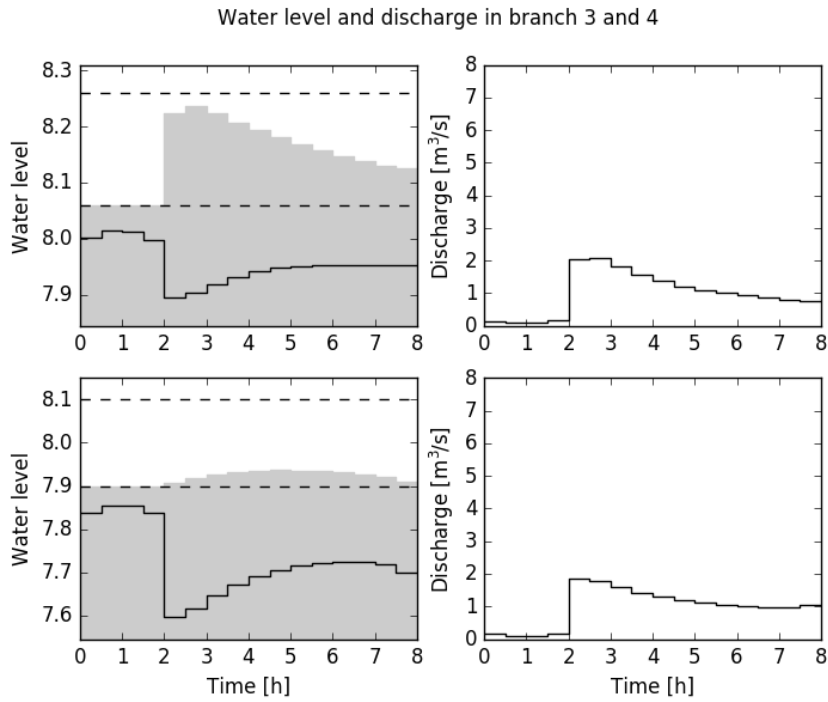 Water level and discharge in branch 3 and 4
Water level
8.3
8.2
8.1
8.0
7.9
0 1 2 3 4 5 6 7 8
Discharge [m³/s]
8
7
6
5
4
3
2
1
0
0 1 2 3 4 5 6 7 8
Water level
8.1
8.0
7.9
7.8
7.7
7.6
0 1 2 3 4 5 6 7 8
Time [h]
Discharge [m³/s]
8
7
6
5
4
3
2
1
0
0 1 2 3 4 5 6 7 8
Time [h]